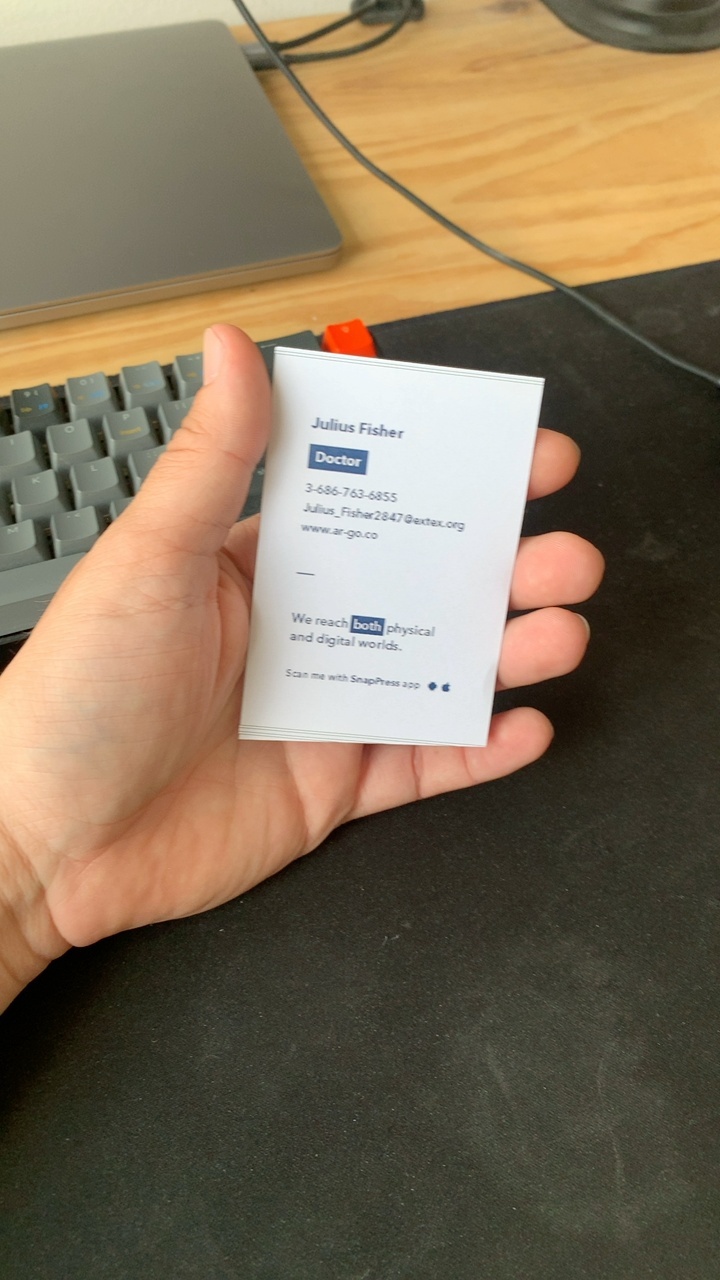 Julius Fisher
Doctor
3-686-763-6855
Julius_Fisher2847@extex.org
www.ar-go.co
We reach both physical
and digital worlds.
Scan me with SnapPress app
O
P
K
L
M